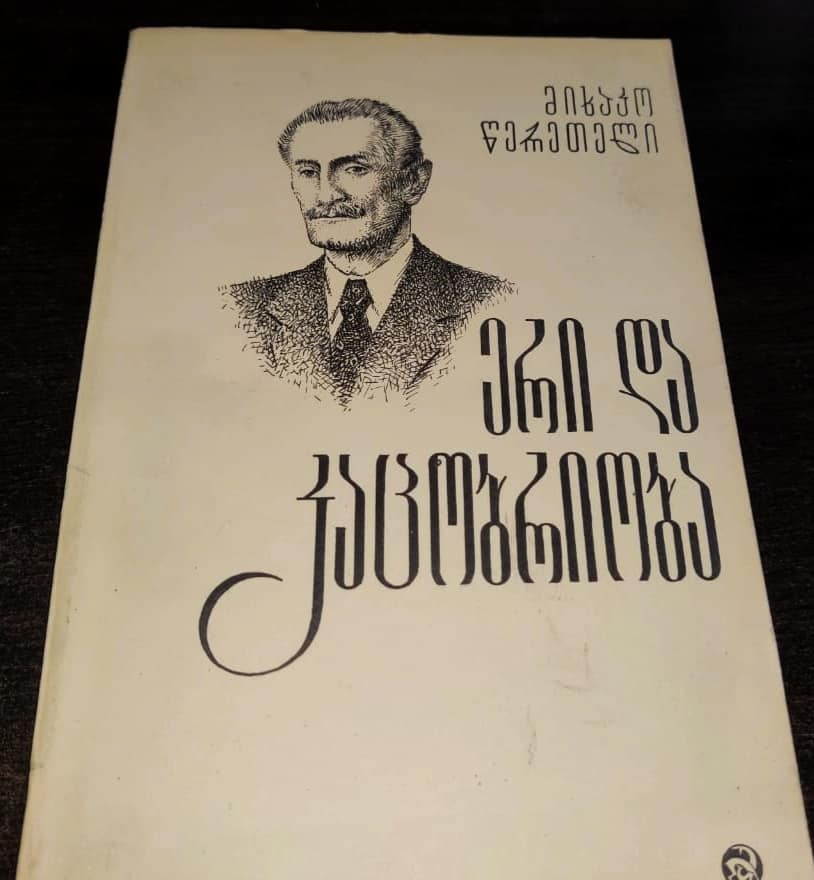 მიხაკო
წერეთელი
ერი და
კაცობრიობა